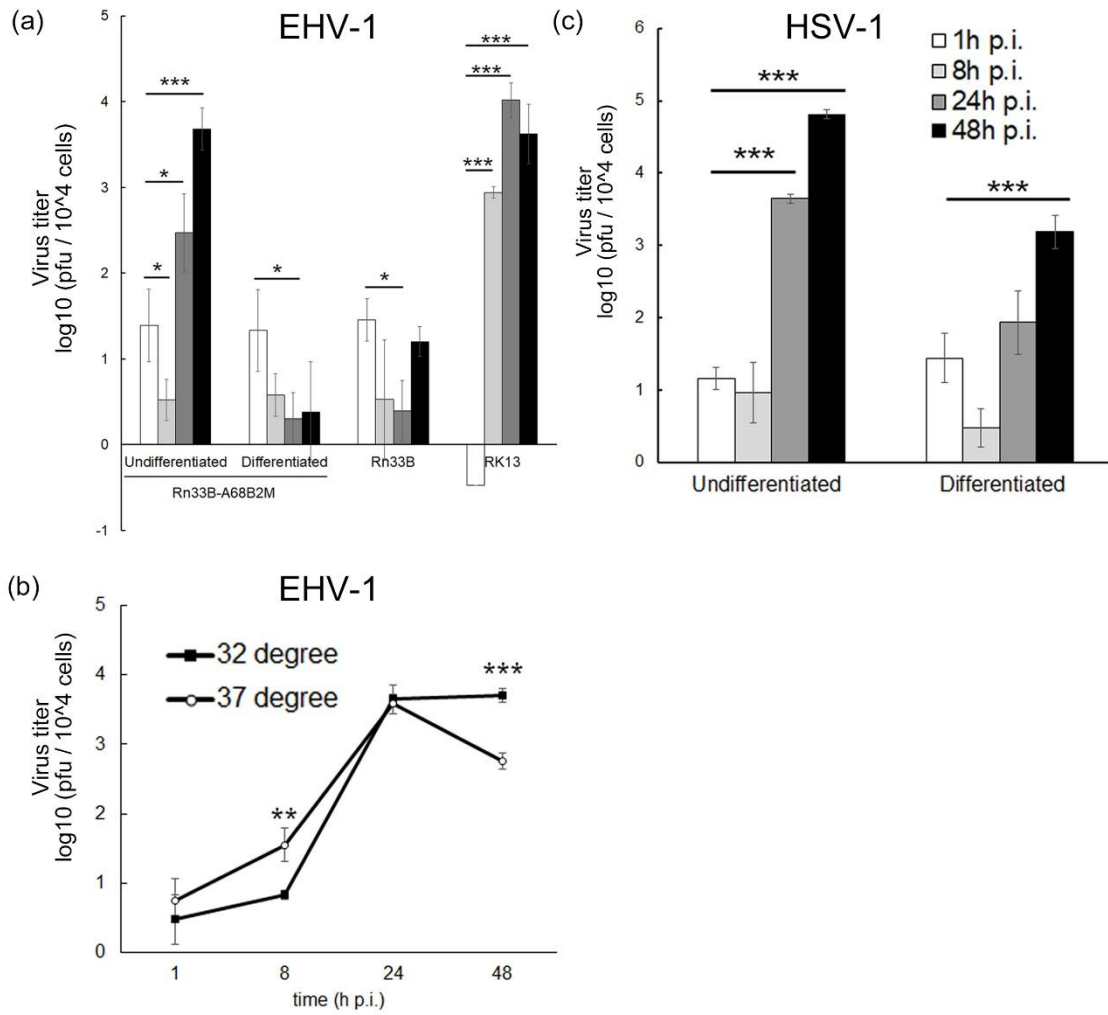 (a)
EHV-1
Virus titer
log10 (pfu / 10^4 cells)
5
4
3
2
1
0
-1
***
*
*
*
*
***
***
***
Undifferentiated
Differentiated
Rn33B
RK13
Rn33B-A68B2M
(c)
HSV-1
Virus titer
log10 (pfu / 10^4 cells)
6
5
4
3
2
1
0
1h p.i.
8h p.i.
24h p.i.
48h p.i.
***
***
***
Undifferentiated
Differentiated
(b)
EHV-1
Virus titer
log10 (pfu / 10^4 cells)
5
4
3
2
1
0
32 degree
37 degree
**
***
1
8
24
48
time (h p.i.)